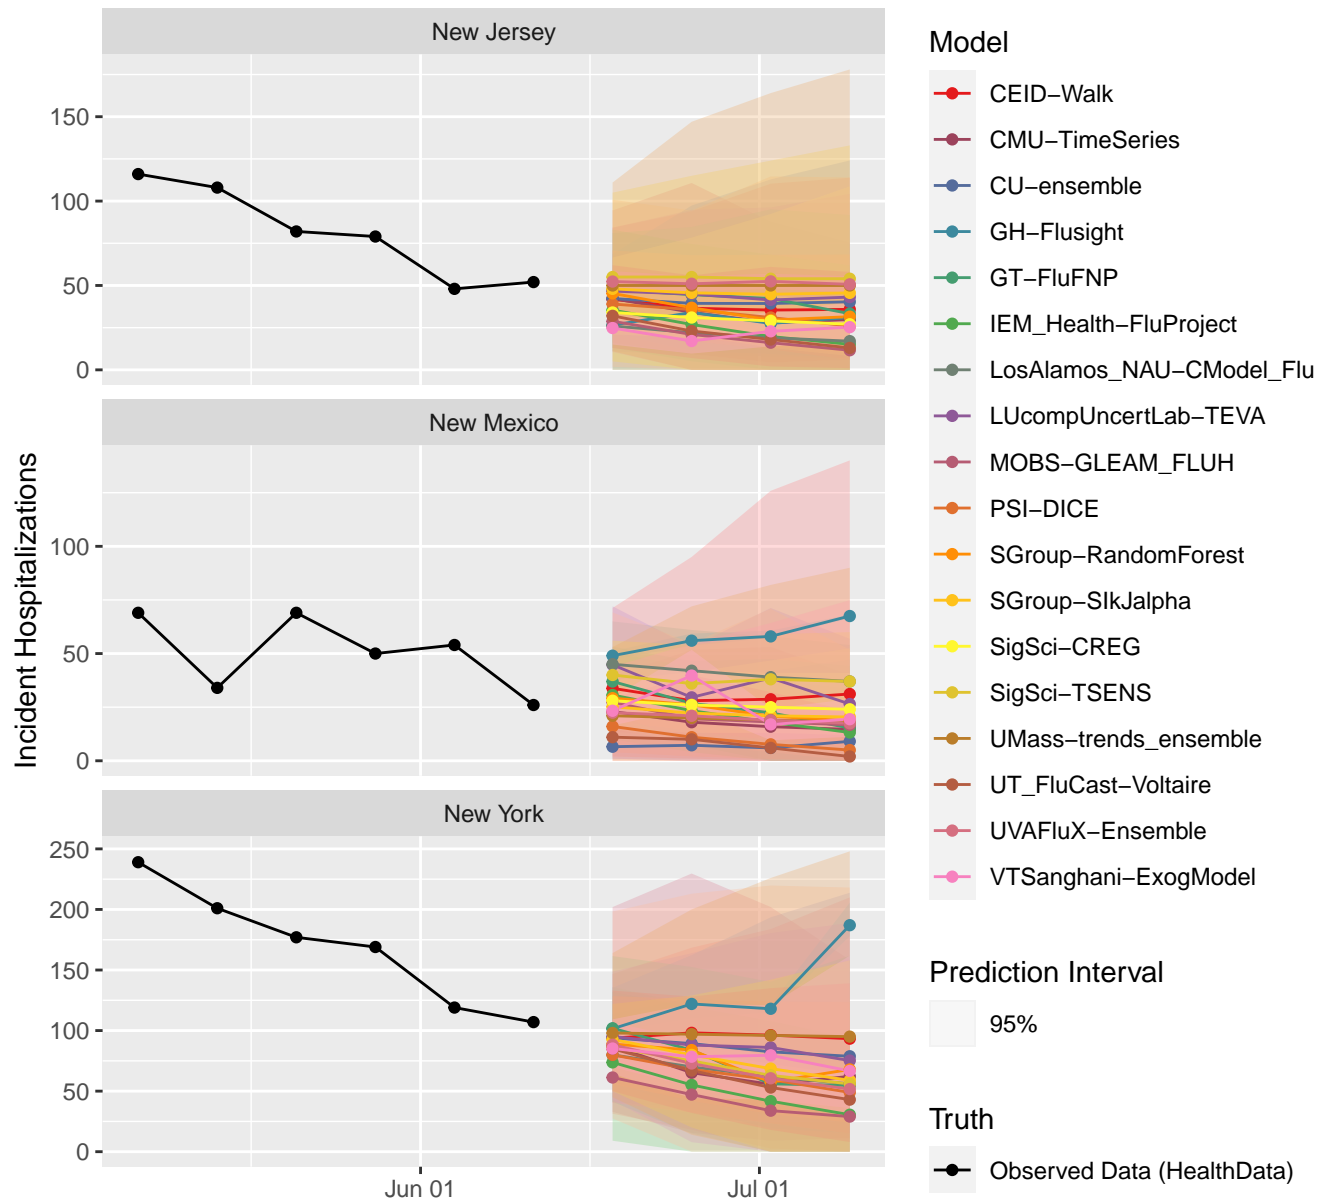 New Jersey
150
100
50
0
New Mexico
100
50
0
New York
250
200
150
100
50
0
Jun 01
Jul 01
Incident Hospitalizations
Model
CEID−Walk
CMU−TimeSeries
CU−ensemble
GH−Flusight
GT−FluFNP
IEM_Health−FluProject
LosAlamos_NAU−CModel_Flu
LUcompUncertLab−TEVA
MOBS−GLEAM_FLUH
PSI−DICE
SGroup−RandomForest
SGroup−SIkJalpha
SigSci−CREG
SigSci−TSENS
UMass−trends_ensemble
UT_FluCast−Voltaire
UVAFluX−Ensemble
VTSanghani−ExogModel
Prediction Interval
95%
Truth
Observed Data (HealthData)